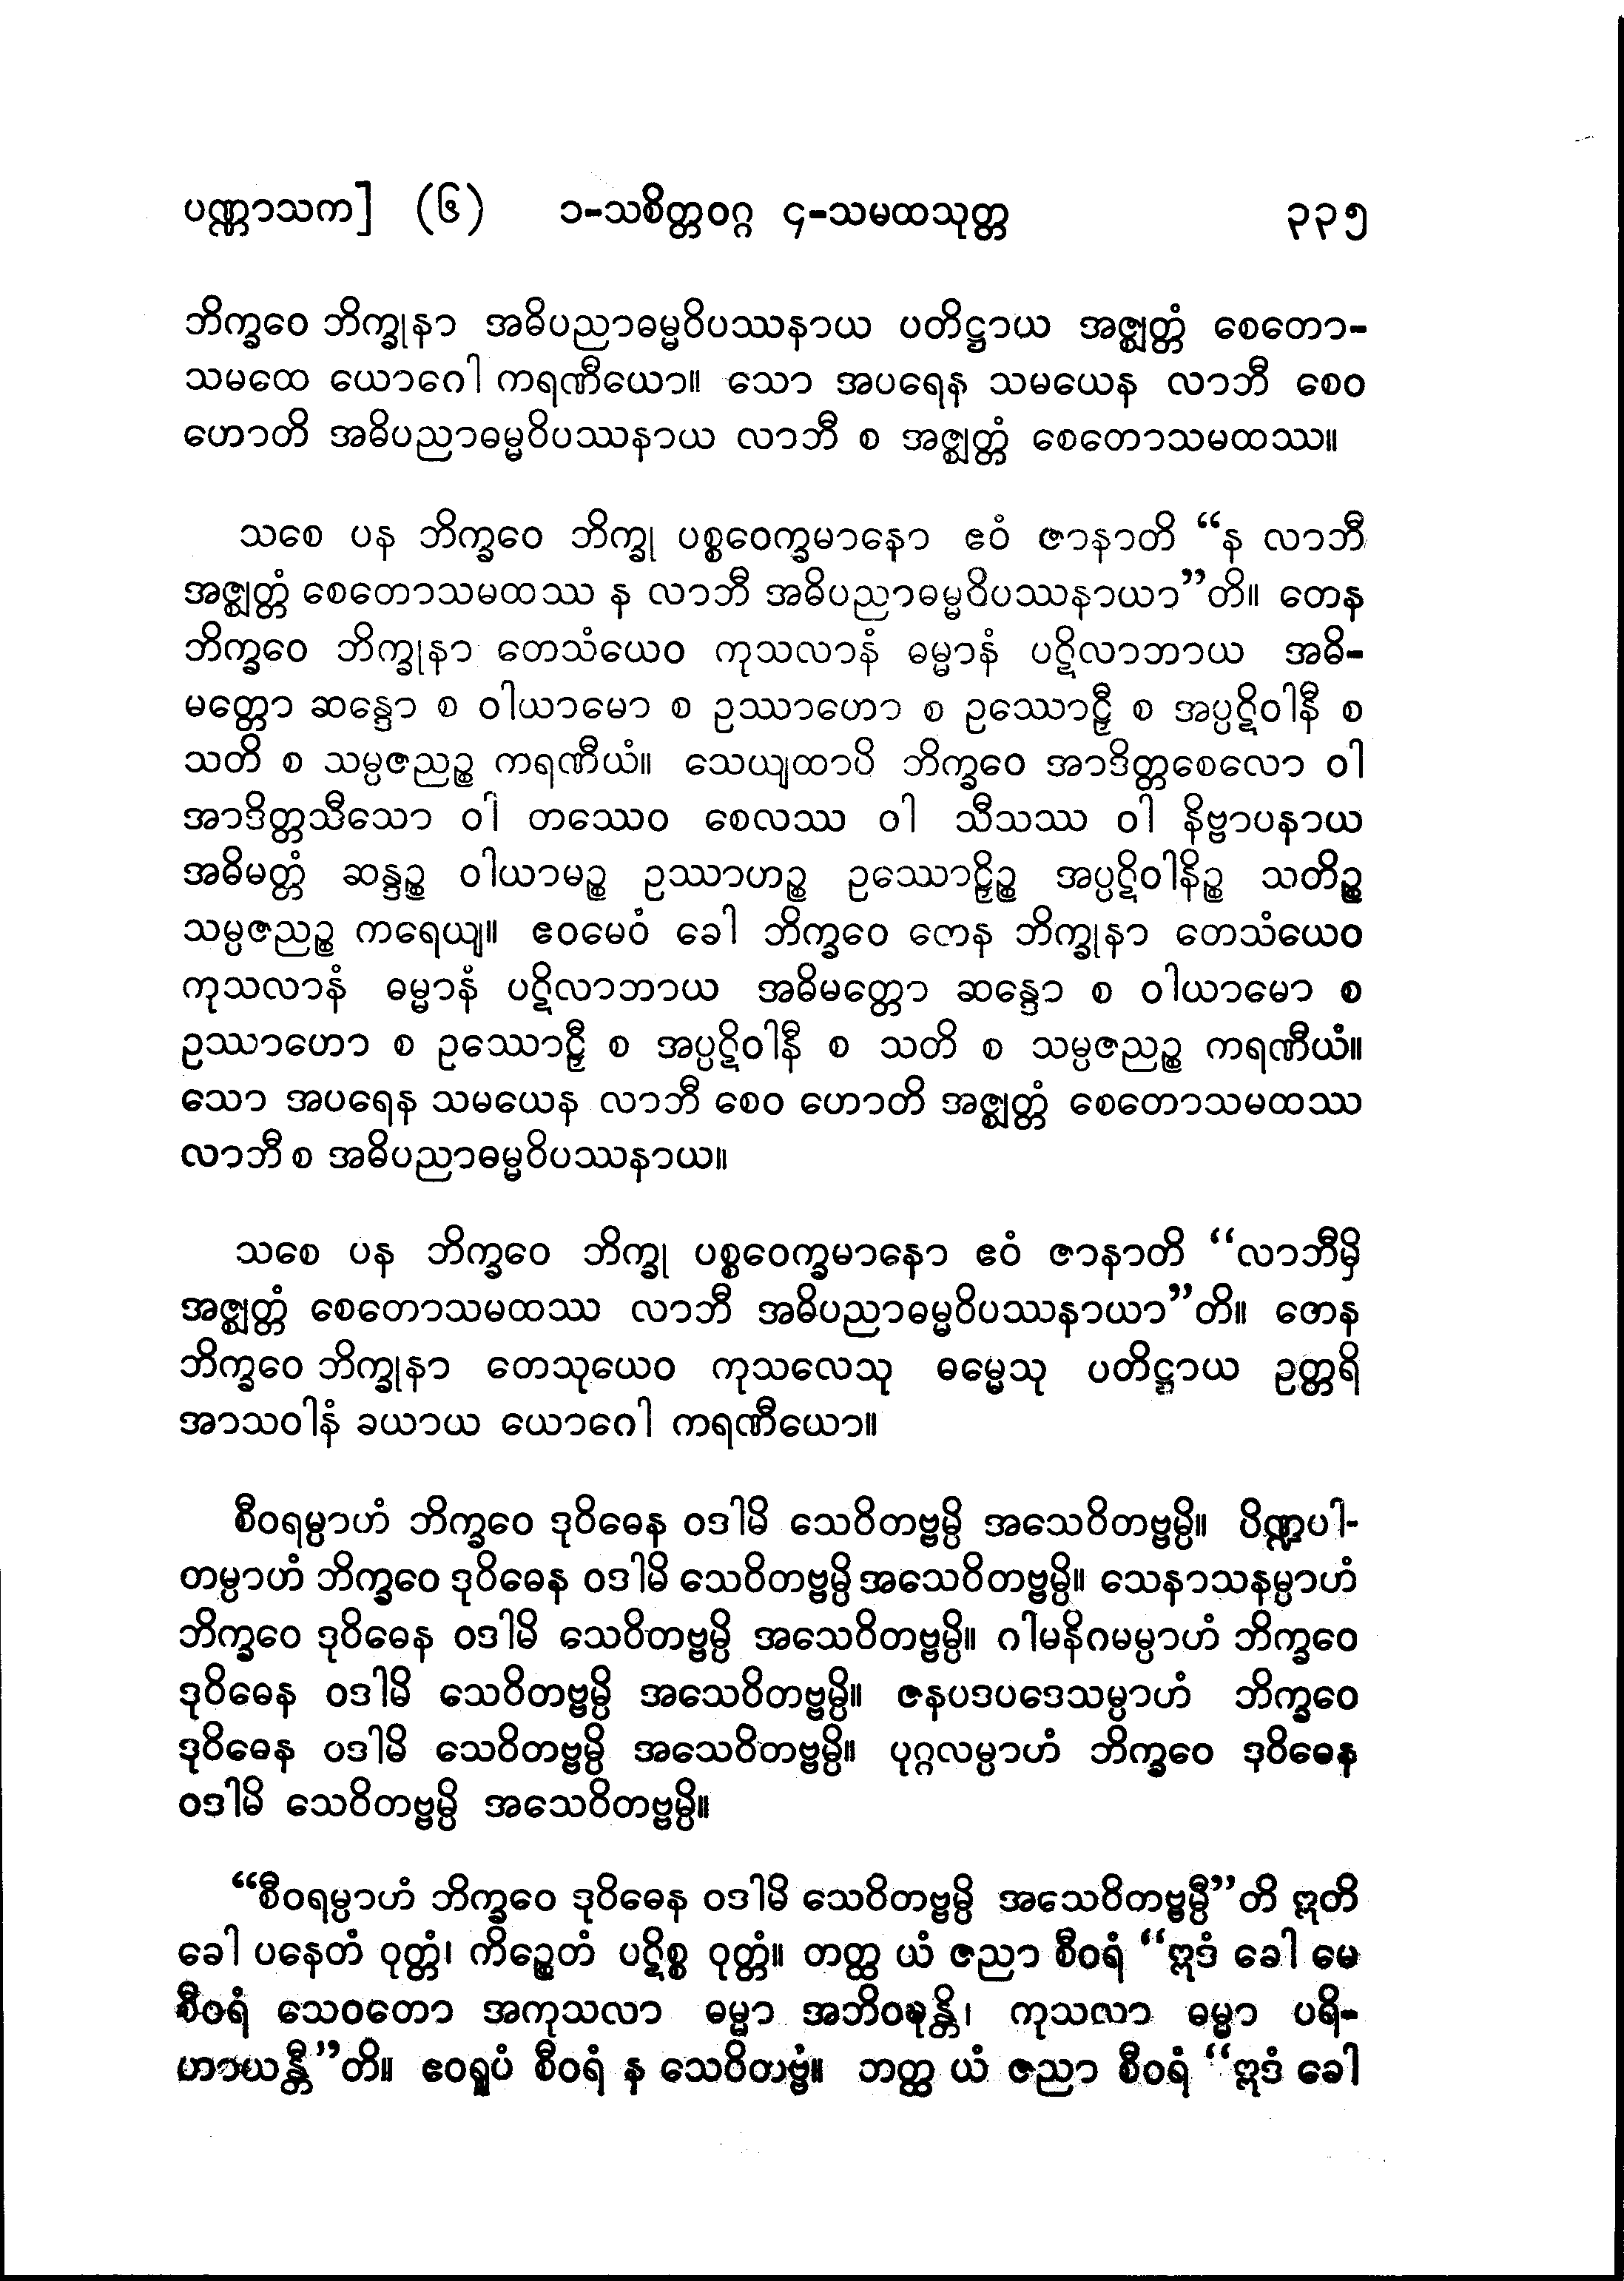 ပဏ္ဏာသက] (၆) ၁-သစိတ္တဝဂ္ဂ ၄-သမထသုတ္တ ၃၃၅
ဘိက္ခဝေ ဘိက္ခုနာ အဓိပညာဓမ္မဝိပဿနာယ ပတိဋ္ဌာယ အဇ္ဈတ္တံ စေတော-
သမထေ ယောဂေါ ကရဏီယော။ သော အပရေန သမယေန လာဘီ စေဝ
ဟောတိ အဓိပညာဓမ္မဝိပဿနာယ လာဘီ စ အဇ္ဈတ္တံ စေတောသမထဿ။
သစေ ပန ဘိက္ခဝေ ဘိက္ခု ပစ္စဝေက္ခမာနော ဧဝံ ဇာနာတိ “န လာဘီ
အဇ္ဈတ္တံ စေတောသမထဿ န လာဘီ အဓိပညာဓမ္မဝိပဿနာယာ”တိ။ တေန
ဘိက္ခဝေ ဘိက္ခုနာ တေသံယေဝ ကုသလာနံ ဓမ္မာနံ ပဋိလာဘာယ အဓိ-
မတ္တော ဆန္ဒော စ ဝါယာမော စ ဥဿာဟော စ ဥဿောဠှီ စ အပ္ပဋိဝါနီ စ
သတိ စ သမ္ပဇညဉ္စ ကရဏီယံ။ သေယျထာပိ ဘိက္ခဝေ အာဒိတ္တစေလော ဝါ
အာဒိတ္တသီသော ဝါ တဿေဝ စေလဿ ဝါ သီသဿ ဝါ နိဗ္ဗာပနာယ
အဓိမတ္တံ ဆန္ဒဉ္စ ဝါယာမဉ္စ ဥဿာဟဉ္စ ဥဿောဠှိဉ္စ အပ္ပဋိဝါနိဉ္စ သတိဉ္စ
သမ္ပဇညဉ္စ ကရေယျ။ ဧဝမေဝံ ခေါ ဘိက္ခဝေ တေန ဘိက္ခုနာ တေသံယေဝ
ကုသလာနံ ဓမ္မာနံ ပဋိလာဘာယ အဓိမတ္တော ဆန္ဒော စ ဝါယာမော စ
ဥဿာဟော စ ဥဿောဠှီ စ အပ္ပဋိဝါနီ စ သတိ စ သမ္ပဇညဉ္စ ကရဏီယံ။
သော အပရေန သမယေန လာဘီ စေဝ ဟောတိ အဇ္ဈတ္တံ စေတောသမထဿ
လာဘီ စ အဓိပညာဓမ္မဝိပဿနာယ။
သစေ ပန ဘိက္ခဝေ ဘိက္ခု ပစ္စဝေက္ခမာနော ဧဝံ ဇာနာတိ “လာဘီမှိ
အဇ္ဈတ္တံ စေတောသမထဿ လာဘီ အဓိပညာဓမ္မဝိပဿနာယာ”တိ။ တေန
ဘိက္ခဝေ ဘိက္ခုနာ တေသုယေဝ ကုသလေသု ဓမ္မေသု ပတိဋ္ဌာယ ဥတ္တရိ
အာသဝါနံ ခယာယ ယောဂေါ ကရဏီယော။
စီဝရမ္ပာဟံ ဘိက္ခဝေ ဒုဝိဓေန ဝဒါမိ သေဝိတဗ္ဗမ္ပိ အသေဝိတဗ္ဗမ္ပိ။ ပိဏ္ဍပါ-
တမ္ပာဟံ ဘိက္ခဝေ ဒုဝိဓေန ဝဒါမိ သေဝိတဗ္ဗမ္ပိ အသေဝိတဗ္ဗမ္ပိ။ သေနာသနမ္ပာဟံ
ဘိက္ခဝေ ဒုဝိဓေန ဝဒါမိ သေဝိတဗ္ဗမ္ပိ အသေဝိတဗ္ဗမ္ပိ။ ဂါမနိဂမမ္ပာဟံ ဘိက္ခဝေ
ဒုဝိဓေန ဝဒါမိ သေဝိတဗ္ဗမ္ပိ အသေဝိတဗ္ဗမ္ပိ။ ဇနပဒပဒေသမ္ပာဟံ ဘိက္ခဝေ
ဒုဝိဓေန ဝဒါမိ သေဝိတဗ္ဗမ္ပိ အသေဝိတဗ္ဗမ္ပိ။ ပုဂ္ဂလမ္ပာဟံ ဘိက္ခဝေ ဒုဝိဓေန
ဝဒါမိ သေဝိတဗ္ဗမ္ပိ အသေဝိတဗ္ဗမ္ပိ။
“စီဝရမ္ပာဟံ ဘိက္ခဝေ ဒုဝိဓေန ဝဒါမိ သေဝိတဗ္ဗမ္ပိ အသေဝိတဗ္ဗမ္ပီ”တိ ဣတိ
ခေါ ပနေတံ ဝုတ္တံ၊ ကိဉ္စေတံ ပဋိစ္စ ဝုတ္တံ။ တတ္ထ ယံ ဇညာ စီဝရံ “ဣဒံ ခေါ မေ
စီဝရံ သေဝတော အကုသလာ ဓမ္မာ အဘိဝဍ္ဎန္တိ၊ ကုသလာ ဓမ္မာ ပရိ-
ဟာယန္တီ”တိ။ ဧဝရူပံ စီဝရံ န သေဝိတဗ္ဗံ။ တတ္ထ ယံ ဇညာ စီဝရံ “ဣဒံ ခေါ